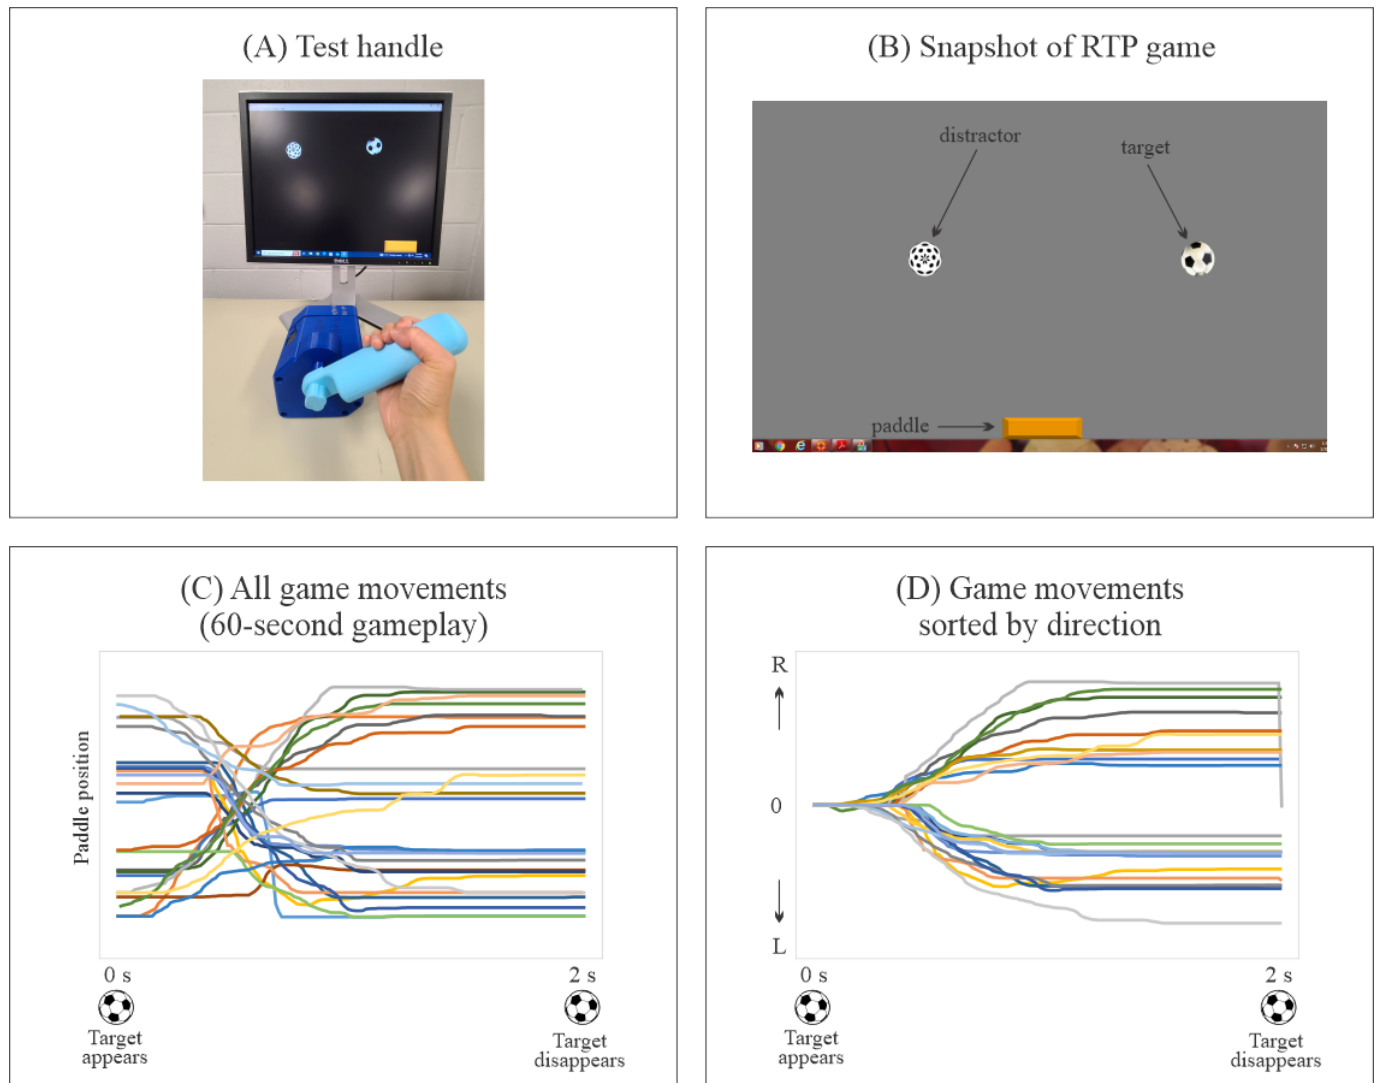 (A) Test handle
DELL
(B) Snapshot of RTP game
distractor
target
paddle
(C) All game movements
(60-second gameplay)
Paddle position
0 s
2 s
Target
appears
Target
disappears
(D) Game movements
sorted by direction
R
0
L
0 s
2 s
Target
appears
Target
disappears